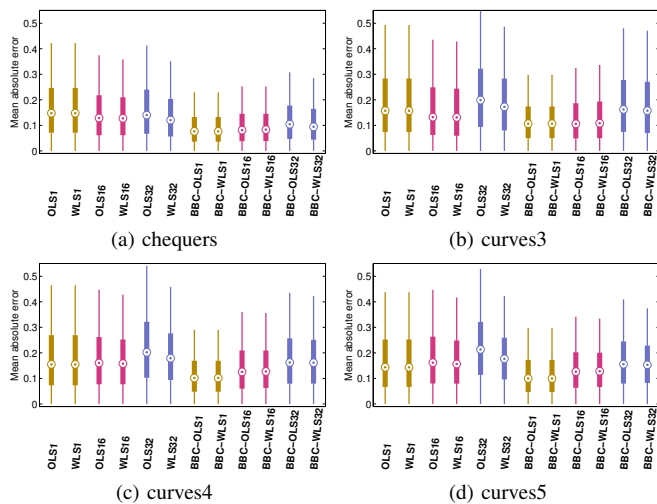 Mean absolute error
0.5
0.4
0.3
0.2
0.1
0
OLS1
WLS1
OLS16
WLS16
OLS32
WLS32
BBC-OLS1
BBC-WLS1
BBC-OLS16
BBC-WLS16
BBC-OLS32
BBC-WLS32
(a) chequers
Mean absolute error
0.5
0.4
0.3
0.2
0.1
0
OLS1
WLS1
OLS16
WLS16
OLS32
WLS32
BBC-OLS1
BBC-WLS1
BBC-OLS16
BBC-WLS16
BBC-OLS32
BBC-WLS32
(b) curves3
Mean absolute error
0.5
0.4
0.3
0.2
0.1
0
OLS1
WLS1
OLS16
WLS16
OLS32
WLS32
BBC-OLS1
BBC-WLS1
BBC-OLS16
BBC-WLS16
BBC-OLS32
BBC-WLS32
(c) curves4
Mean absolute error
0.5
0.4
0.3
0.2
0.1
0
OLS1
WLS1
OLS16
WLS16
OLS32
WLS32
BBC-OLS1
BBC-WLS1
BBC-OLS16
BBC-WLS16
BBC-OLS32
BBC-WLS32
(d) curves5